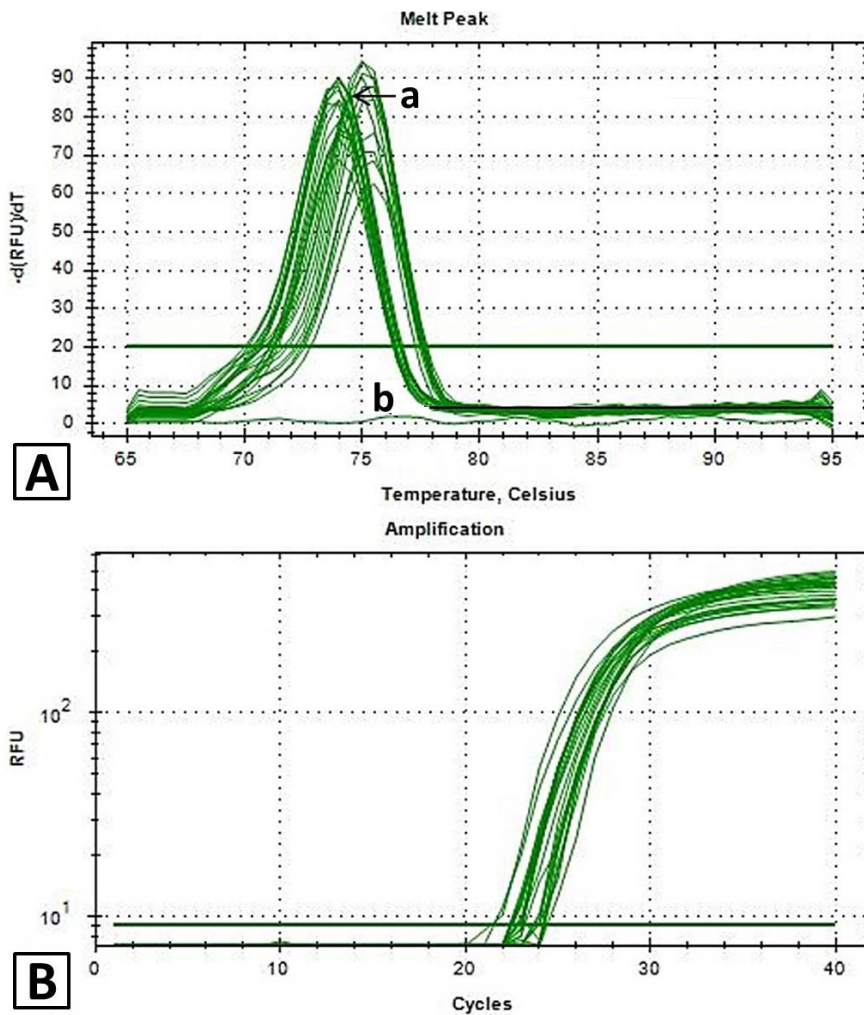 Melt Peak
-d(RFU)/dT
90
80
70
60
50
40
30
20
10
0
a
b
A
65 70 75 80 85 90 95
Temperature, Celsius
Amplification
RFU
10²
10¹
B
0 10 20 30 40
Cycles